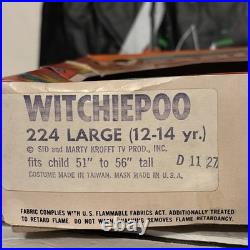 WITCHIEPOO
224 LARGE (12-14 yr.)
© SID and MARTY KROFFT TV PROD., INC.
fits child 51" to 56" tall D 11 27
COSTUME MADE IN TAIWAN. MASK MADE IN U.S.A.
FABRIC COMPLIES WITH U.S. FLAMMABLE FABRICS ACT. ADDITIONALLY TREATED
TO RETARD FLAME. DO NOT WASH. WASHING REMOVES FLAME RETARDANT.